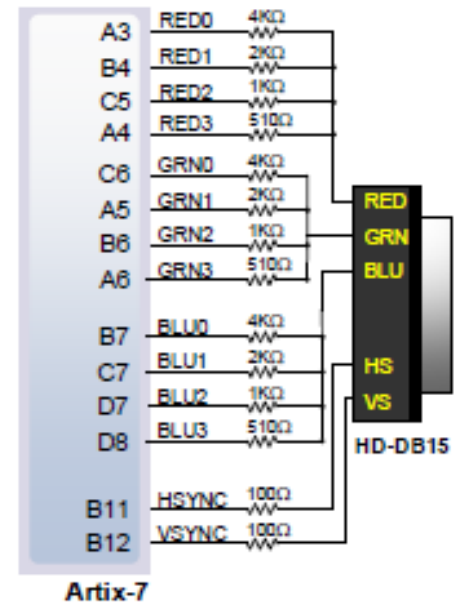 A3 RED0 4KΩ
B4 RED1 2KΩ
C5 RED2 1KΩ
A4 RED3 510Ω
C6 GRN0 4KΩ
A5 GRN1 2KΩ
RED
B6 GRN2 1KΩ
GRN
A6 GRN3 510Ω
BLU
B7 BLU0 4KΩ
C7 BLU1 2KΩ
HS
D7 BLU2 1KΩ
VS
D8 BLU3 510Ω
HD-DB15
B11 HSYNC 100Ω
B12 VSYNC 100Ω
Artix-7